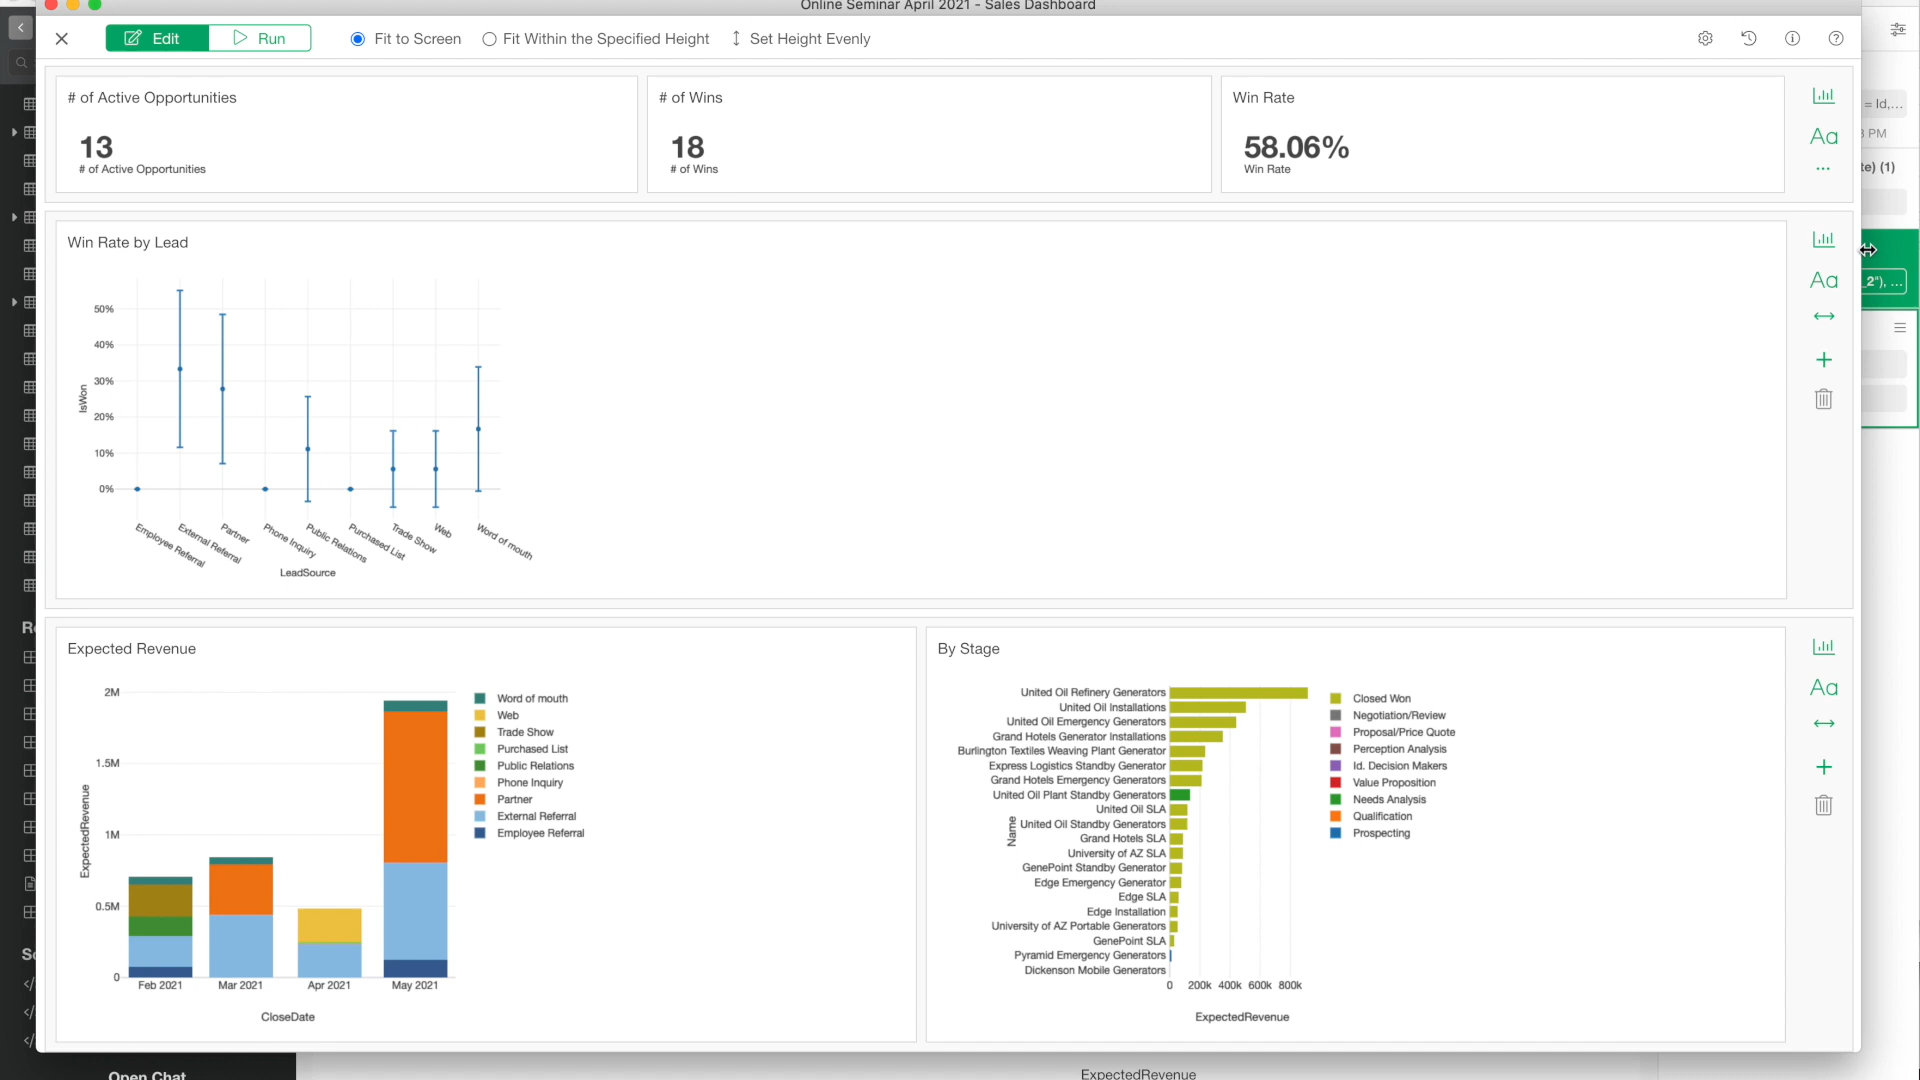 Online Seminar April 2021 - Sales Dashboard
Edit
Run
Fit to Screen
Fit Within the Specified Height
Set Height Evenly
# of Active Opportunities
13
# of Active Opportunities
# of Wins
18
# of Wins
Win Rate
58.06%
Win Rate
Aa
...
= Id,...
PM
te) (1)
_2"), ...
Win Rate by Lead
Aa
50%
40%
30%
20%
10%
0%
IsWon
Employee Referral
External Referral
Partner
Phone Inquiry
Public Relations
Purchased List
Trade Show
Web
Word of mouth
LeadSource
Expected Revenue
2M
1.5M
1M
0.5M
0
ExpectedRevenue
Feb 2021
Mar 2021
Apr 2021
May 2021
CloseDate
Word of mouth
Web
Trade Show
Purchased List
Public Relations
Phone Inquiry
Partner
External Referral
Employee Referral
By Stage
United Oil Refinery Generators
United Oil Installations
United Oil Emergency Generators
Grand Hotels Generator Installations
Burlington Textiles Weaving Plant Generator
Express Logistics Standby Generator
Grand Hotels Emergency Generators
United Oil Plant Standby Generators
United Oil SLA
United Oil Standby Generators
Grand Hotels SLA
University of AZ SLA
GenePoint Standby Generator
Edge Emergency Generator
Edge SLA
Edge Installation
University of AZ Portable Generators
GenePoint SLA
Pyramid Emergency Generators
Dickenson Mobile Generators
Name
0
200k
400k
600k
800k
ExpectedRevenue
Closed Won
Negotiation/Review
Proposal/Price Quote
Perception Analysis
Id. Decision Makers
Value Proposition
Needs Analysis
Qualification
Prospecting
Aa
Open Chat
ExpectedRevenue